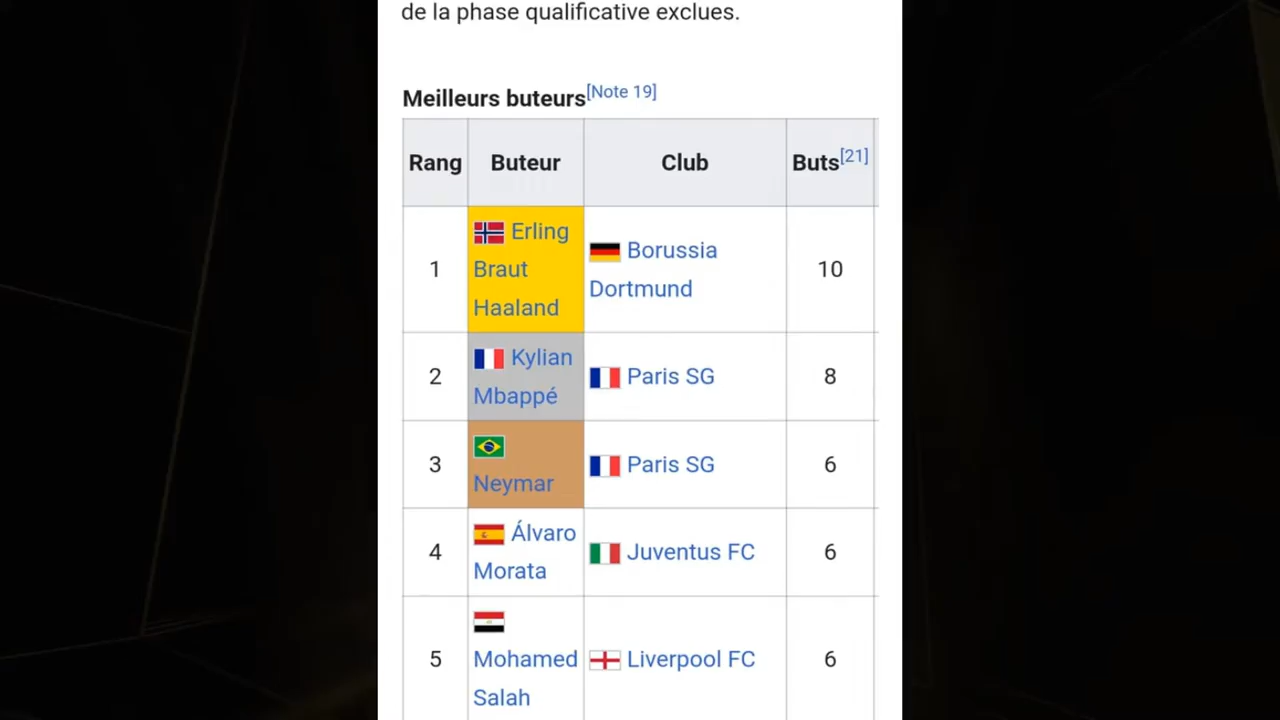 de la phase qualificative exclues.
Meilleurs buteurs[Note 19]
Rang Buteur Club Buts[21]
1 Erling Braut Haaland Borussia Dortmund 10
2 Kylian Mbappé Paris SG 8
3 Neymar Paris SG 6
4 Álvaro Morata Juventus FC 6
5 Mohamed Salah Liverpool FC 6